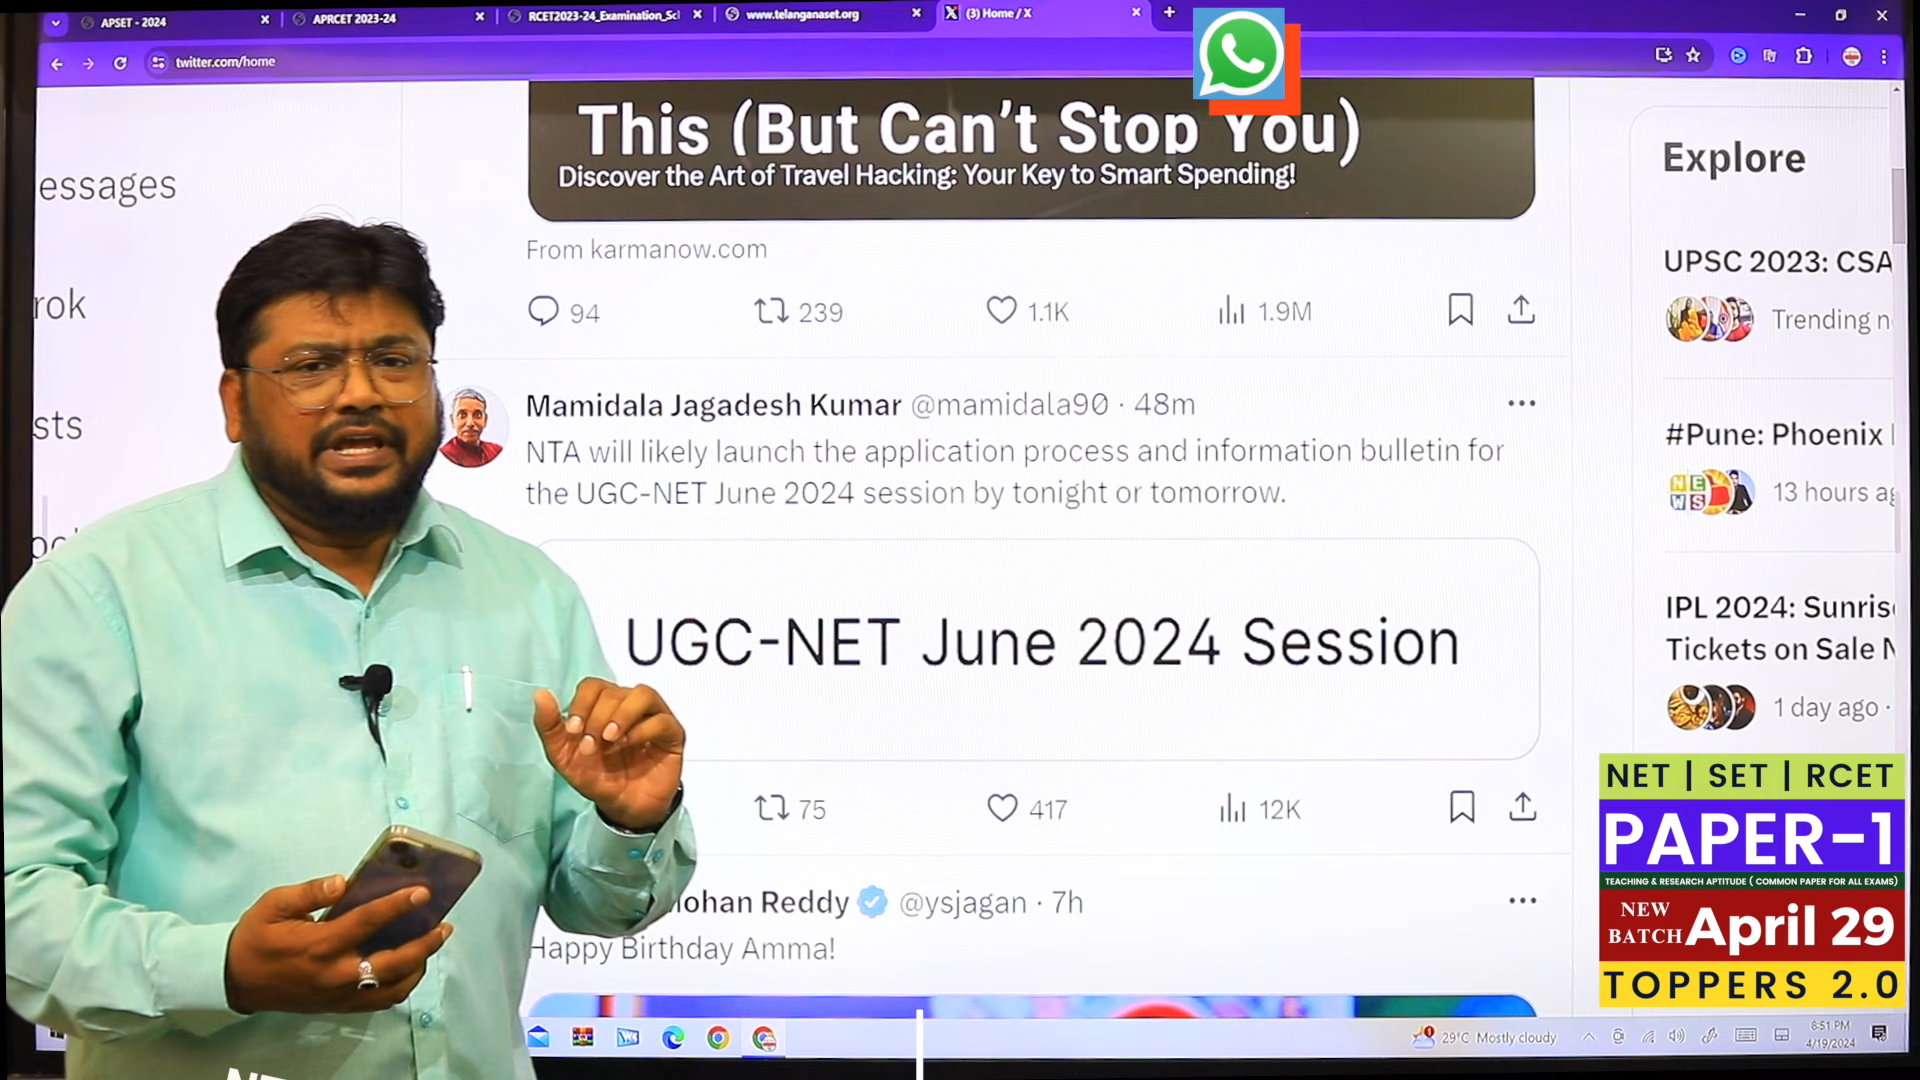 APSET - 2024
APRCET 2023-24
RCET2023-24_Examination_Scl
www.telanganaset.org
(3) Home / X
twitter.com/home
essages
rok
sts
This (But Can't Stop You)
Discover the Art of Travel Hacking: Your Key to Smart Spending!
From karmanow.com
94
239
1.1K
1.9M
Mamidala Jagadesh Kumar @mamidala90 · 48m
NTA will likely launch the application process and information bulletin for
the UGC-NET June 2024 session by tonight or tomorrow.
UGC-NET June 2024 Session
75
417
12K
ohan Reddy @ysjagan · 7h
Happy Birthday Amma!
Explore
UPSC 2023: CSA
Trending n
#Pune: Phoenix
NEWS
13 hours ag
IPL 2024: Sunris
Tickets on Sale N
1 day ago ·
NET | SET | RCET
PAPER-1
TEACHING & RESEARCH APTITUDE ( COMMON PAPER FOR ALL EXAMS)
NEW
BATCH April 29
TOPPERS 2.0
29°C Mostly cloudy
8:51 PM
4/19/2024